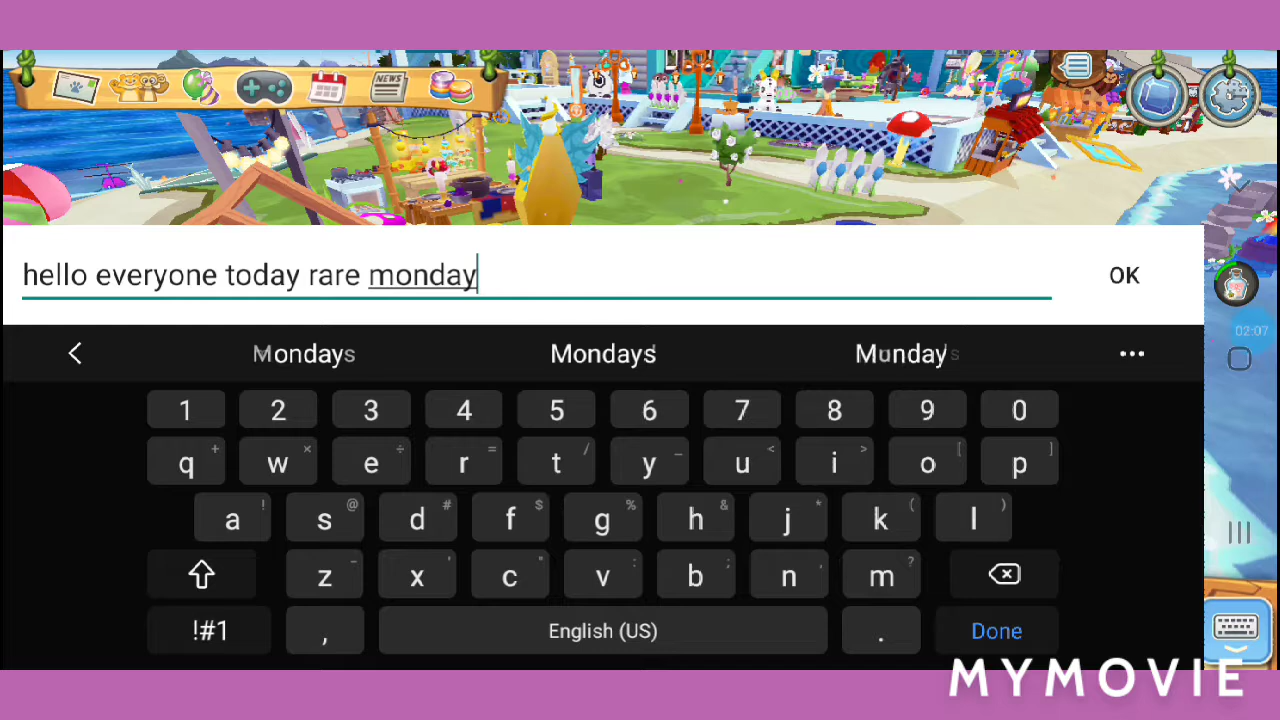 NEWS
hello everyone today rare monday
OK
Mondays Mondays Mundays
02:07
1 2 3 4 5 6 7 8 9 0
q + w × e ÷ r = t / y _ u < i > o [ p ]
a ! s @ d # f $ g % h & j * k ( l )
z - x ' c " v : b ; n , m ?
!#1 , English (US) . Done
MYMOVIE